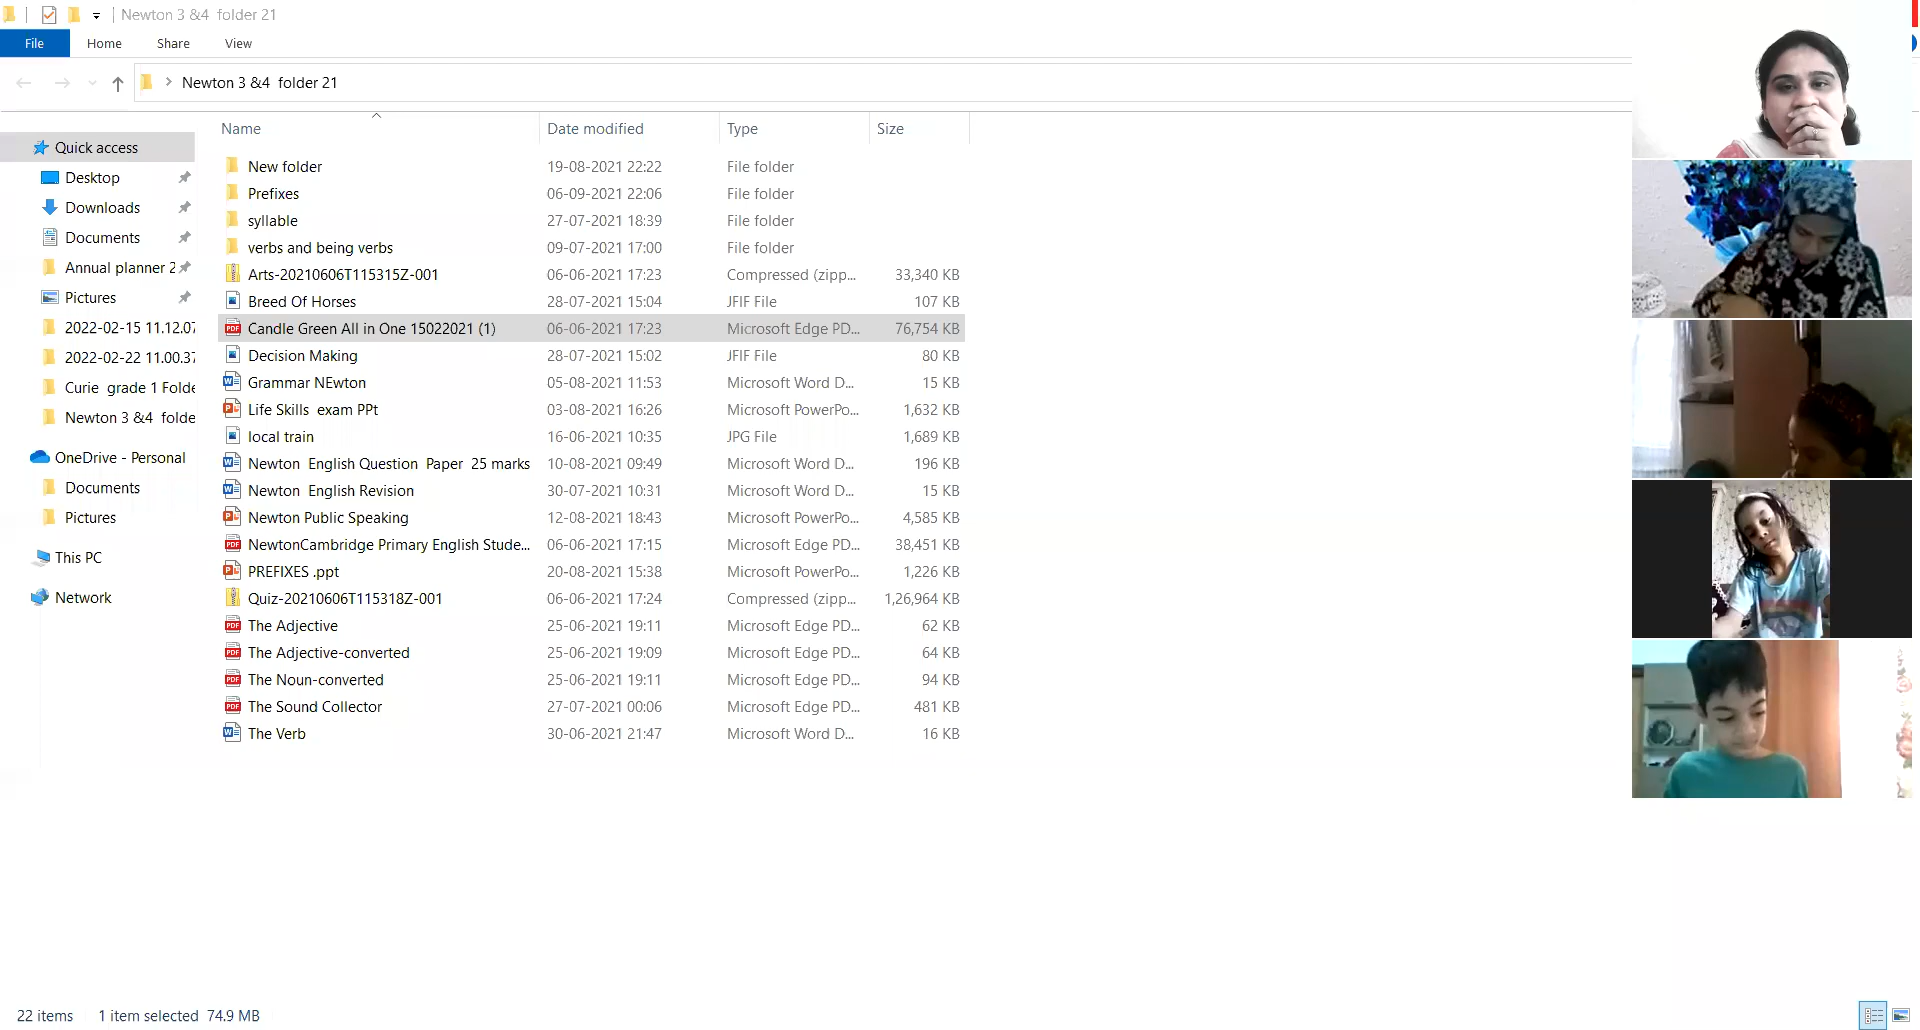 Newton 3 &4  folder 21
File Home Share View
Newton 3 &4  folder 21
Name Date modified Type Size
Quick access
Desktop
Downloads
Documents
Annual planner 2
Pictures
2022-02-15 11.12.07
2022-02-22 11.00.37
Curie  grade 1 Folde
Newton 3 &4  folde
OneDrive - Personal
Documents
Pictures
This PC
Network
New folder 19-08-2021 22:22 File folder
Prefixes 06-09-2021 22:06 File folder
syllable 27-07-2021 18:39 File folder
verbs and being verbs 09-07-2021 17:00 File folder
Arts-20210606T115315Z-001 06-06-2021 17:23 Compressed (zipp... 33,340 KB
Breed Of Horses 28-07-2021 15:04 JFIF File 107 KB
Candle Green All in One 15022021 (1) 06-06-2021 17:23 Microsoft Edge PD... 76,754 KB
Decision Making 28-07-2021 15:02 JFIF File 80 KB
Grammar NEwton 05-08-2021 11:53 Microsoft Word D... 15 KB
Life Skills  exam PPt 03-08-2021 16:26 Microsoft PowerPo... 1,632 KB
local train 16-06-2021 10:35 JPG File 1,689 KB
Newton  English Question  Paper  25 marks 10-08-2021 09:49 Microsoft Word D... 196 KB
Newton  English Revision 30-07-2021 10:31 Microsoft Word D... 15 KB
Newton Public Speaking 12-08-2021 18:43 Microsoft PowerPo... 4,585 KB
NewtonCambridge Primary English Stude... 06-06-2021 17:15 Microsoft Edge PD... 38,451 KB
PREFIXES .ppt 20-08-2021 15:38 Microsoft PowerPo... 1,226 KB
Quiz-20210606T115318Z-001 06-06-2021 17:24 Compressed (zipp... 1,26,964 KB
The Adjective 25-06-2021 19:11 Microsoft Edge PD... 62 KB
The Adjective-converted 25-06-2021 19:09 Microsoft Edge PD... 64 KB
The Noun-converted 25-06-2021 19:11 Microsoft Edge PD... 94 KB
The Sound Collector 27-07-2021 00:06 Microsoft Edge PD... 481 KB
The Verb 30-06-2021 21:47 Microsoft Word D... 16 KB
22 items 1 item selected 74.9 MB